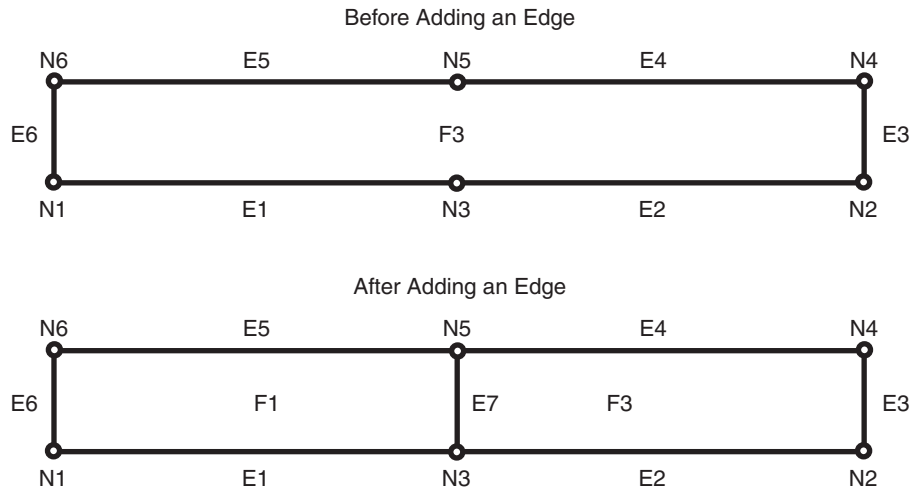 Before Adding an Edge
N6 E5 N5 E4 N4
E6 F3 E3
N1 E1 N3 E2 N2
After Adding an Edge
N6 E5 N5 E4 N4
E6 F1 E7 F3 E3
N1 E1 N3 E2 N2